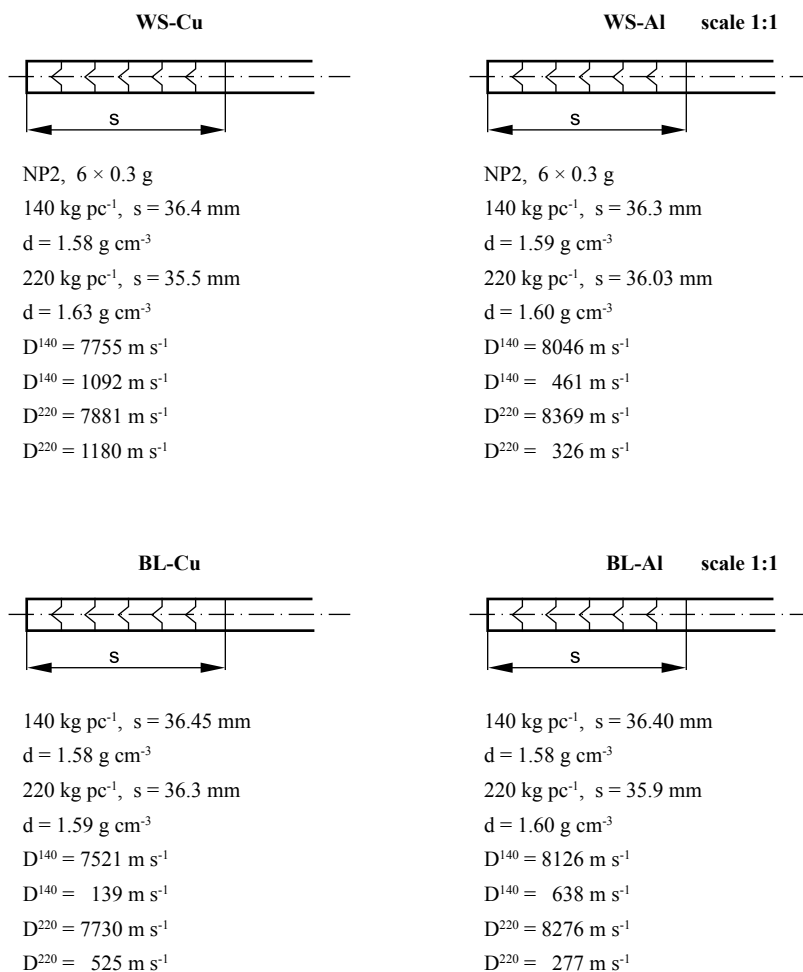 WS-Cu
s
NP2, 6 × 0.3 g
140 kg pc⁻¹, s = 36.4 mm
d = 1.58 g cm⁻³
220 kg pc⁻¹, s = 35.5 mm
d = 1.63 g cm⁻³
D¹⁴⁰ = 7755 m s⁻¹
D¹⁴⁰ = 1092 m s⁻¹
D²²⁰ = 7881 m s⁻¹
D²²⁰ = 1180 m s⁻¹
WS-Al scale 1:1
s
NP2, 6 × 0.3 g
140 kg pc⁻¹, s = 36.3 mm
d = 1.59 g cm⁻³
220 kg pc⁻¹, s = 36.03 mm
d = 1.60 g cm⁻³
D¹⁴⁰ = 8046 m s⁻¹
D¹⁴⁰ = 461 m s⁻¹
D²²⁰ = 8369 m s⁻¹
D²²⁰ = 326 m s⁻¹
BL-Cu
s
140 kg pc⁻¹, s = 36.45 mm
d = 1.58 g cm⁻³
220 kg pc⁻¹, s = 36.3 mm
d = 1.59 g cm⁻³
D¹⁴⁰ = 7521 m s⁻¹
D¹⁴⁰ = 139 m s⁻¹
D²²⁰ = 7730 m s⁻¹
D²²⁰ = 525 m s⁻¹
BL-Al scale 1:1
s
140 kg pc⁻¹, s = 36.40 mm
d = 1.58 g cm⁻³
220 kg pc⁻¹, s = 35.9 mm
d = 1.60 g cm⁻³
D¹⁴⁰ = 8126 m s⁻¹
D¹⁴⁰ = 638 m s⁻¹
D²²⁰ = 8276 m s⁻¹
D²²⁰ = 277 m s⁻¹